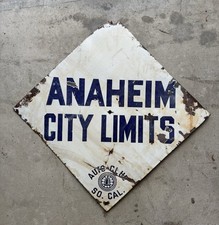 ANAHEIM
CITY LIMITS
AUTO CLUB
SO. CAL.